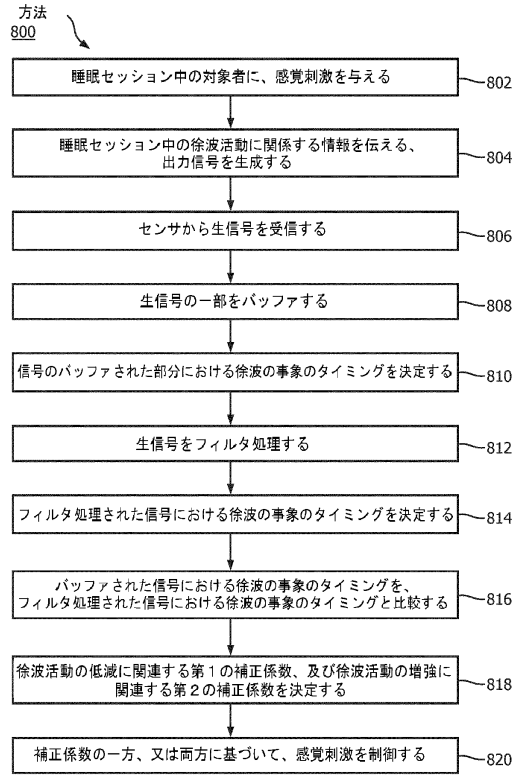 方法
800
睡眠セッション中の対象者に、感覚刺激を与える
802
睡眠セッション中の徐波活動に関係する情報を伝える、
出力信号を生成する
804
センサから生信号を受信する
806
生信号の一部をバッファする
808
信号のバッファされた部分における徐波の事象のタイミングを決定する
810
生信号をフィルタ処理する
812
フィルタ処理された信号における徐波の事象のタイミングを決定する
814
バッファされた信号における徐波の事象のタイミングを、
フィルタ処理された信号における徐波の事象のタイミングと比較する
816
徐波活動の低減に関連する第1の補正係数、及び徐波活動の増強に
関連する第2の補正係数を決定する
818
補正係数の一方、又は両方に基づいて、感覚刺激を制御する
820